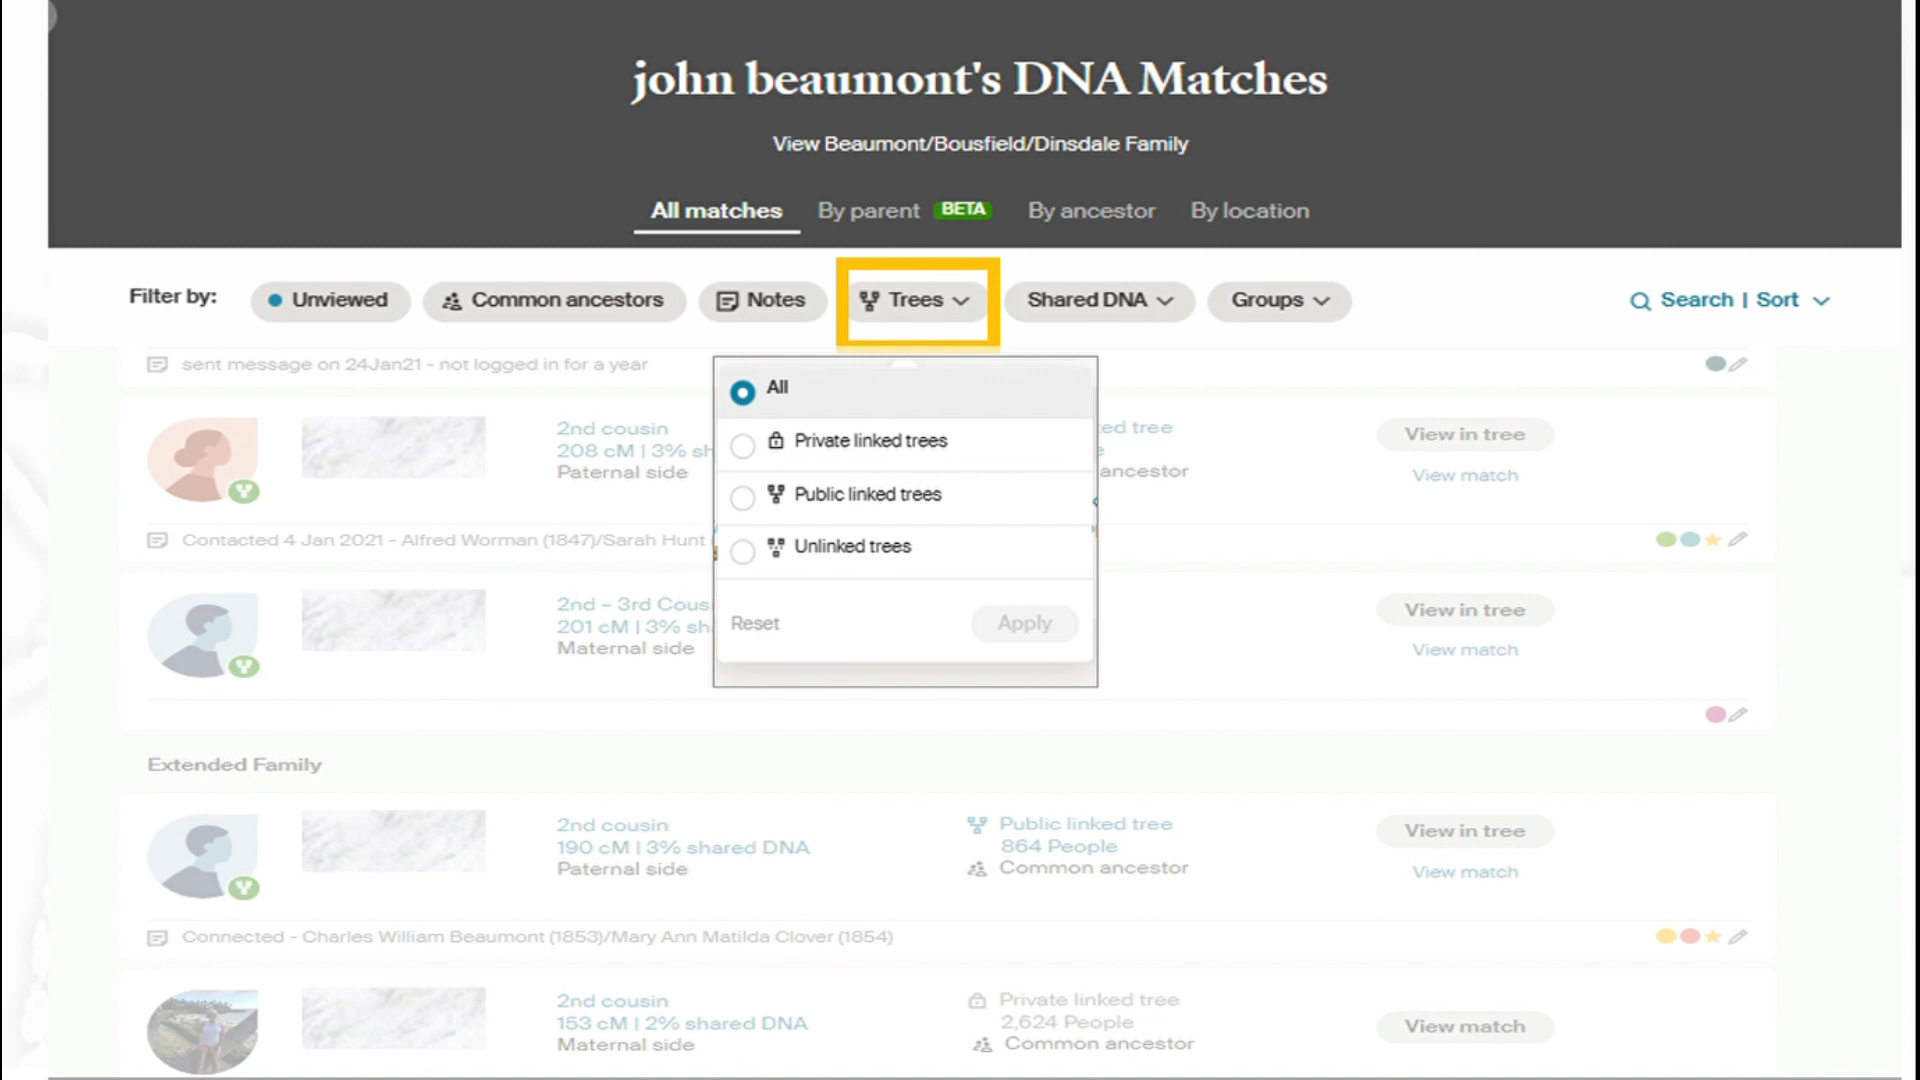 john beaumont's DNA Matches
View Beaumont/Bousfield/Dinsdale Family
All matches By parent BETA By ancestor By location
Filter by: Unviewed Common ancestors Notes Trees Shared DNA Groups Search | Sort
sent message on 24Jan21 - not logged in for a year
All
Private linked trees
Public linked trees
Unlinked trees
Reset Apply
2nd cousin
208 cM | 3%
Paternal side
tree
ancestor
View in tree
View match
Contacted 4 Jan 2021 - Alfred Worman (1847)/Sarah Hunt
2nd – 3rd
201 cM | 3%
Maternal side
View in tree
View match
Extended Family
2nd cousin
190 cM | 3% shared DNA
Paternal side
Public linked tree
864 People
Common ancestor
View in tree
View match
Connected - Charles William Beaumont (1853)/Mary Ann Matilda Clover (1854)
2nd cousin
153 cM | 2% shared DNA
Maternal side
Private linked tree
2,624 People
Common ancestor
View match